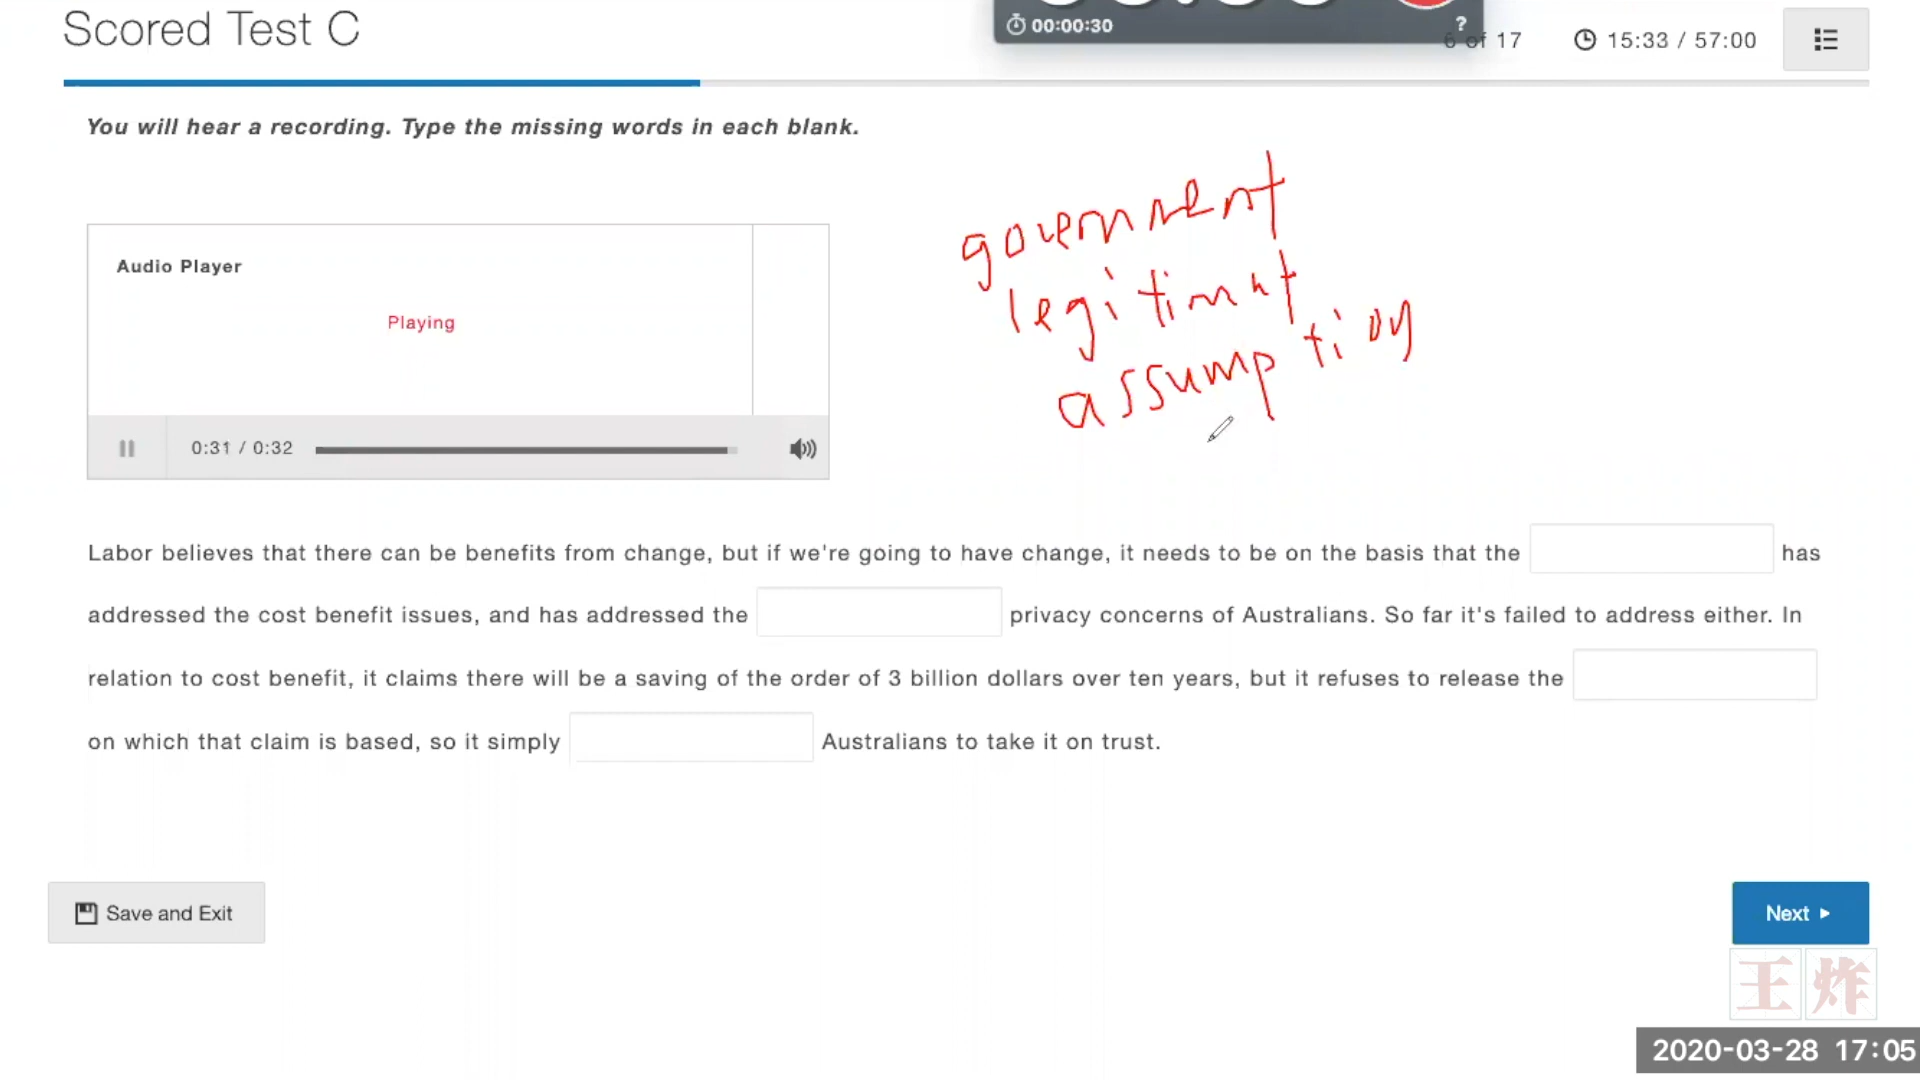 Scored Test C
00:00:30
?
6 of 17
15:33 / 57:00
You will hear a recording. Type the missing words in each blank.
government
legitimat
assumption
Audio Player
Playing
0:31 / 0:32
Labor believes that there can be benefits from change, but if we're going to have change, it needs to be on the basis that the has
addressed the cost benefit issues, and has addressed the privacy concerns of Australians. So far it's failed to address either. In
relation to cost benefit, it claims there will be a saving of the order of 3 billion dollars over ten years, but it refuses to release the
on which that claim is based, so it simply Australians to take it on trust.
Save and Exit
Next
王炸
2020-03-28 17:05